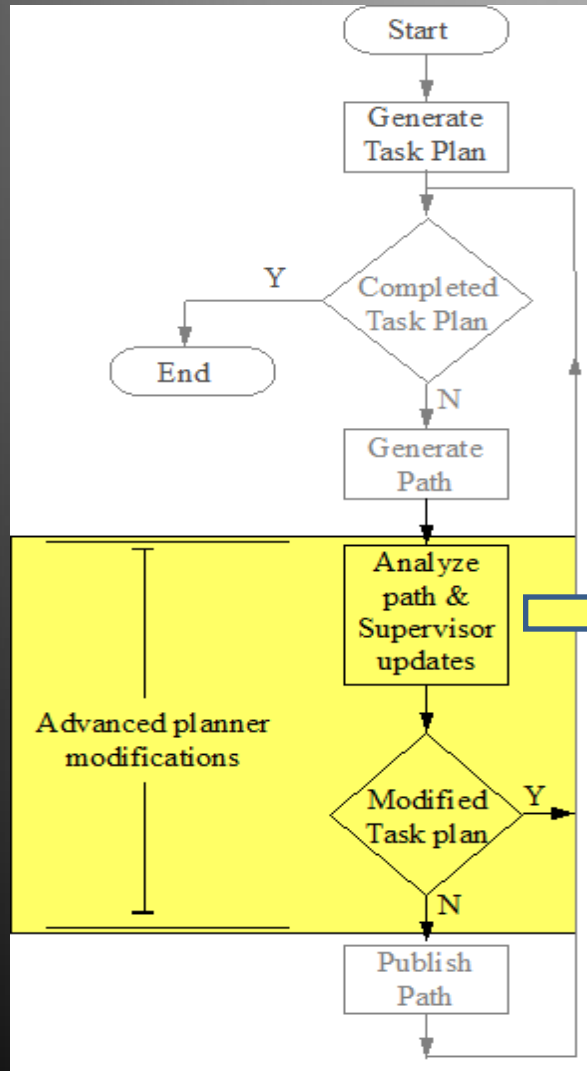 Start
Generate
Task Plan
Y
Completed
Task Plan
End
N
Generate
Path
Analyze
path &
Supervisor
updates
Advanced planner
modifications
Modified
Task plan
Y
N
Publish
Path